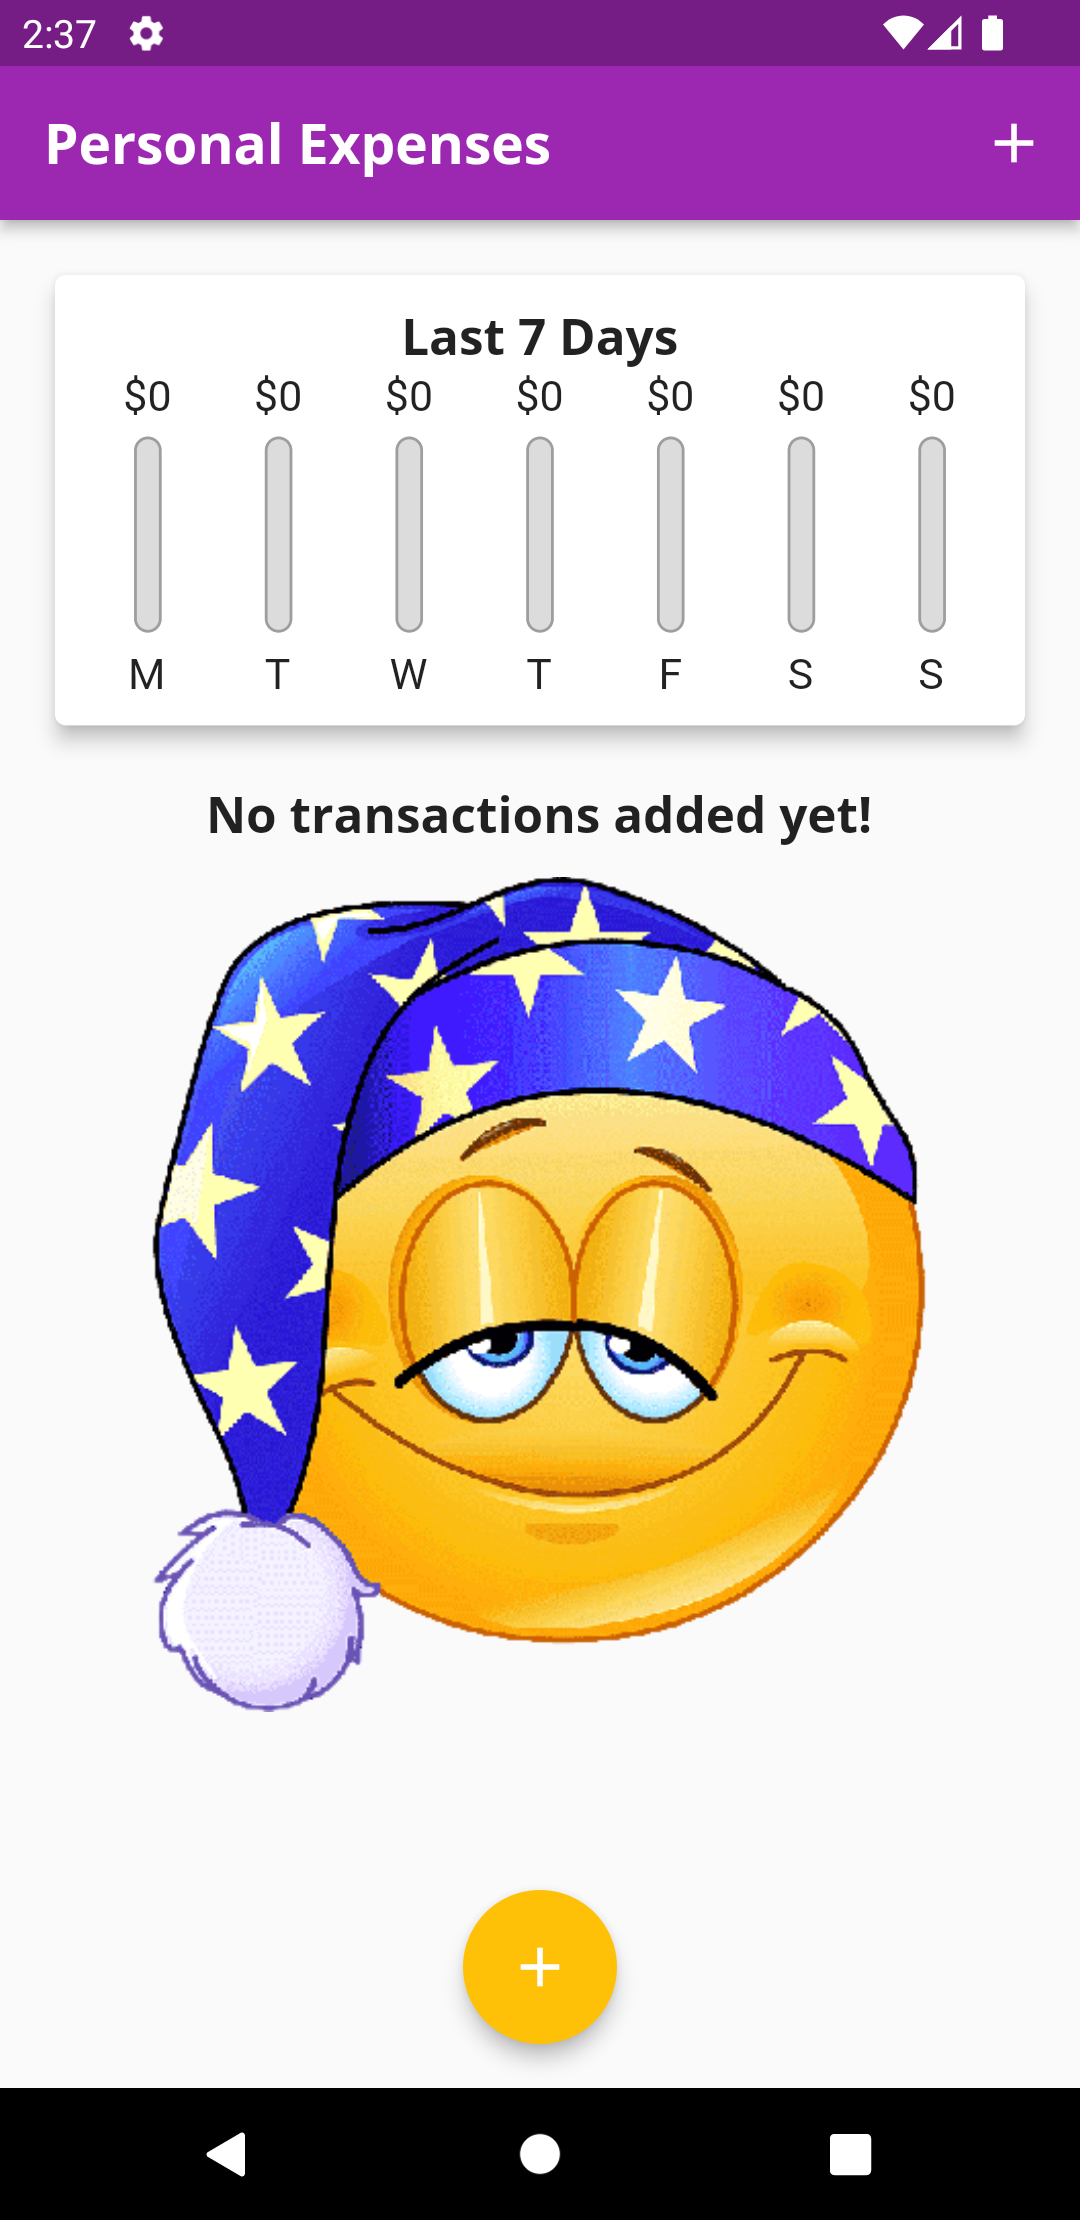 2:37
Personal Expenses
Last 7 Days
$0 $0 $0 $0 $0 $0 $0
M T W T F S S
No transactions added yet!